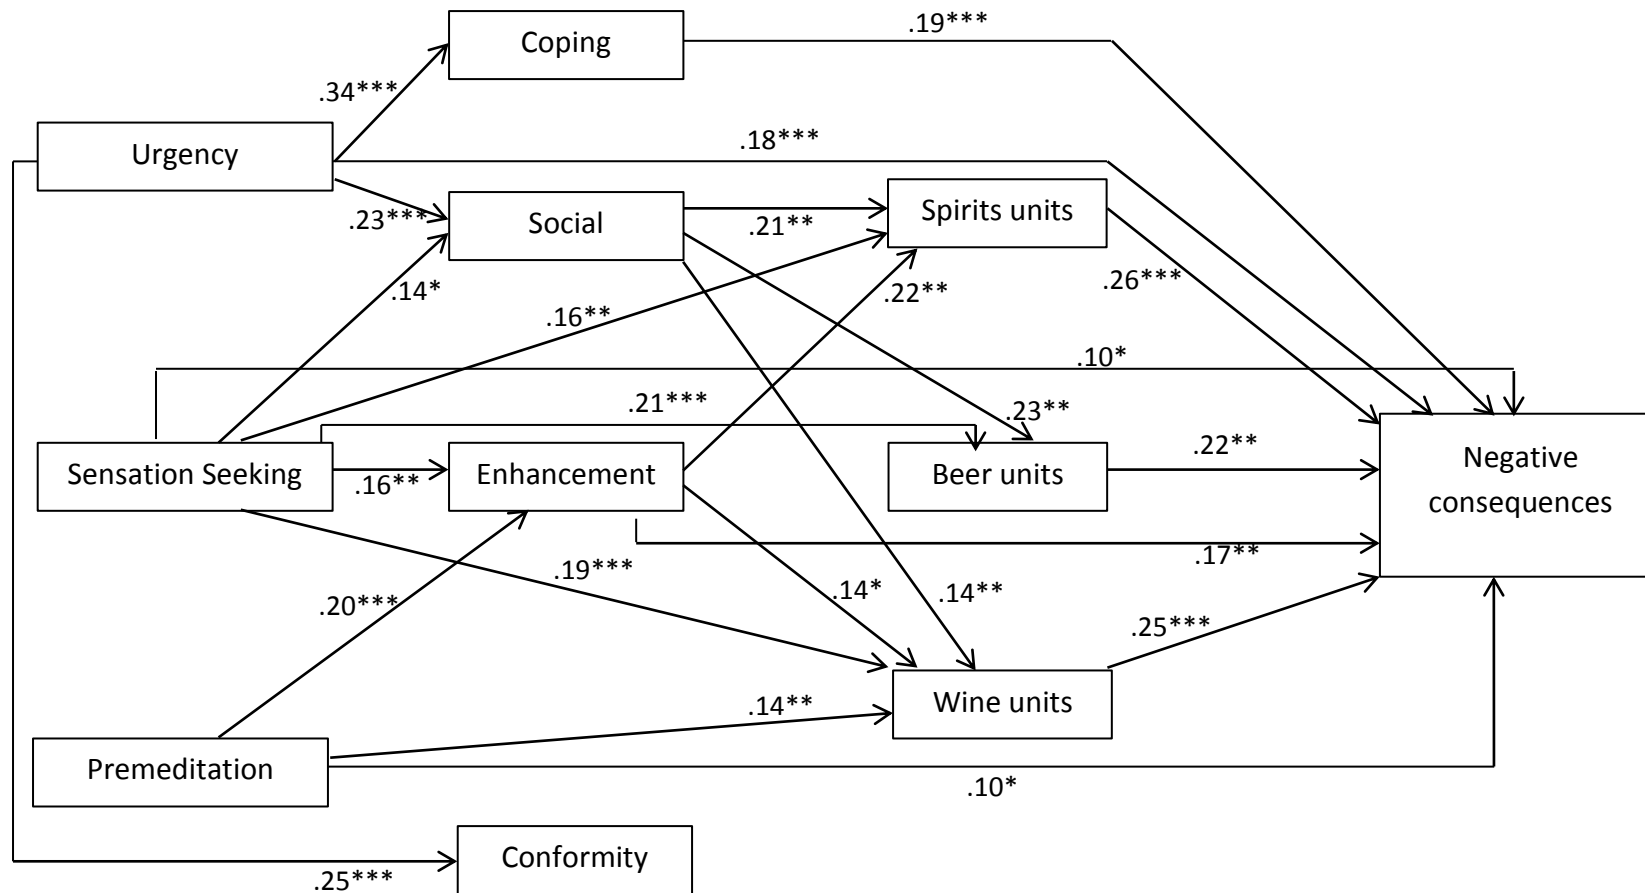 Coping
.19***
.34***
Urgency
.18***
.23***
Social
.21**
Spirits units
.14*
.16**
.22**
.26***
.10*
.21***
.23**
Sensation Seeking
.16**
Enhancement
Beer units
.22**
Negative
consequences
.19***
.14*
.14**
.17**
.20***
.25***
.14**
Wine units
Premeditation
.10*
Conformity
.25***